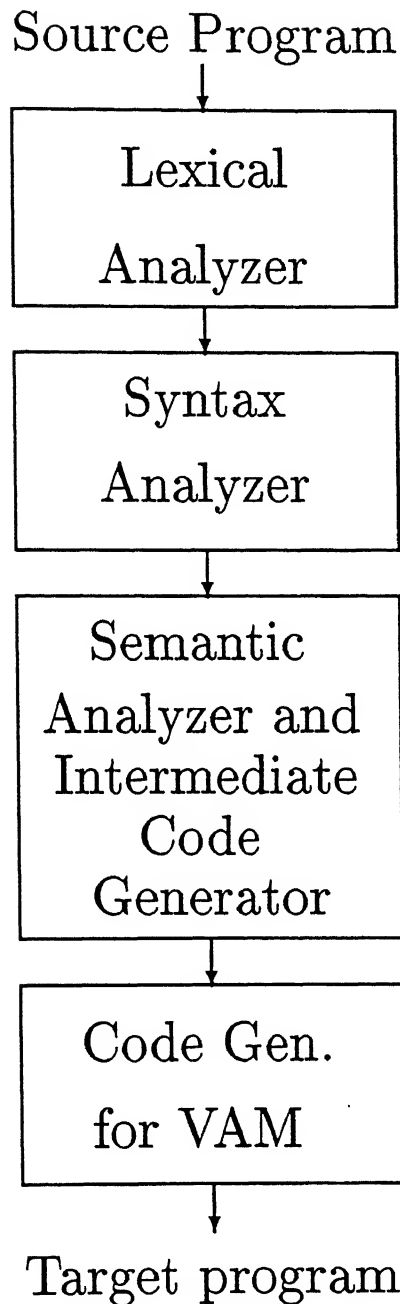 Source Program
Lexical
Analyzer
Syntax
Analyzer
Semantic
Analyzer and
Intermediate
Code
Generator
Code Gen.
for VAM
Target program